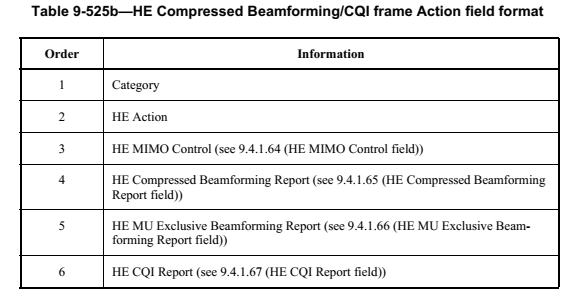 Table 9-525b—HE Compressed Beamforming/CQI frame Action field format
Order Information
1 Category
2 HE Action
3 HE MIMO Control (see 9.4.1.64 (HE MIMO Control field))
4 HE Compressed Beamforming Report (see 9.4.1.65 (HE Compressed Beamforming
Report field))
5 HE MU Exclusive Beamforming Report (see 9.4.1.66 (HE MU Exclusive Beam-
forming Report field))
6 HE CQI Report (see 9.4.1.67 (HE CQI Report field))